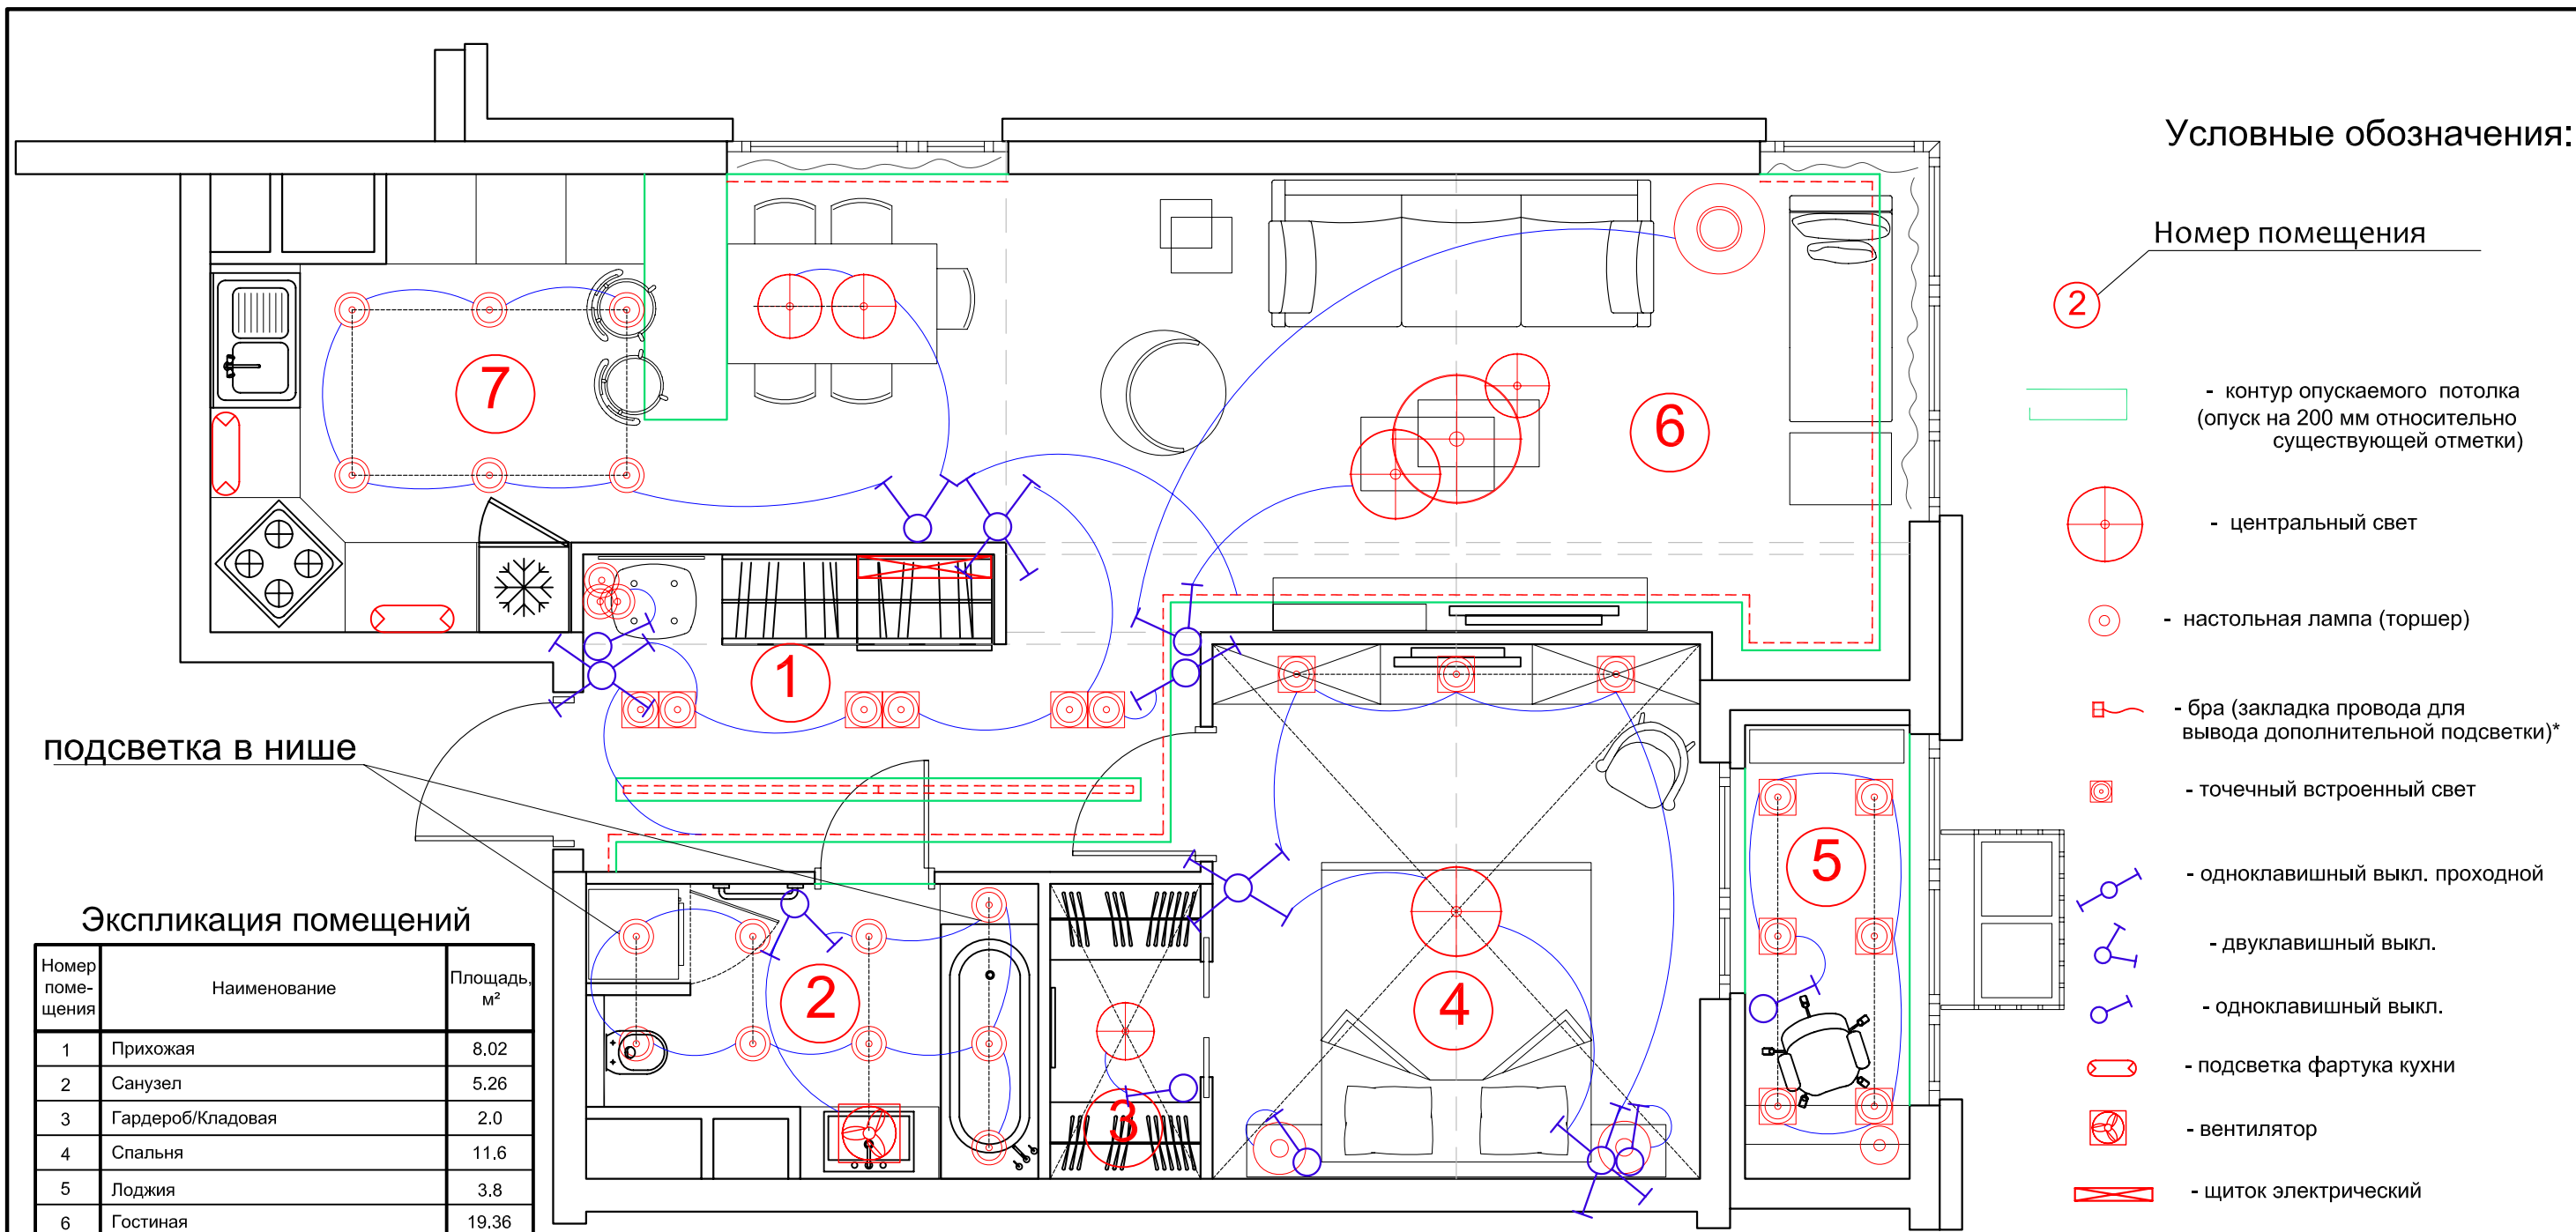 Условные обозначения:
Номер помещения
2
- контур опускаемого потолка
(опуск на 200 мм относительно
существующей отметки)
- центральный свет
- настольная лампа (торшер)
- бра (закладка провода для
вывода дополнительной подсветки)*
- точечный встроенный свет
- одноклавишный выкл. проходной
- двуклавишный выкл.
- одноклавишный выкл.
- подсветка фартука кухни
- вентилятор
- щиток электрический
7
6
1
5
4
2
3
подсветка в нише
Экспликация помещений
Номер поме- щения Наименование Площадь, м²
1 Прихожая 8.02
2 Санузел 5.26
3 Гардероб/Кладовая 2.0
4 Спальня 11.6
5 Лоджия 3.8
6 Гостиная 19.36